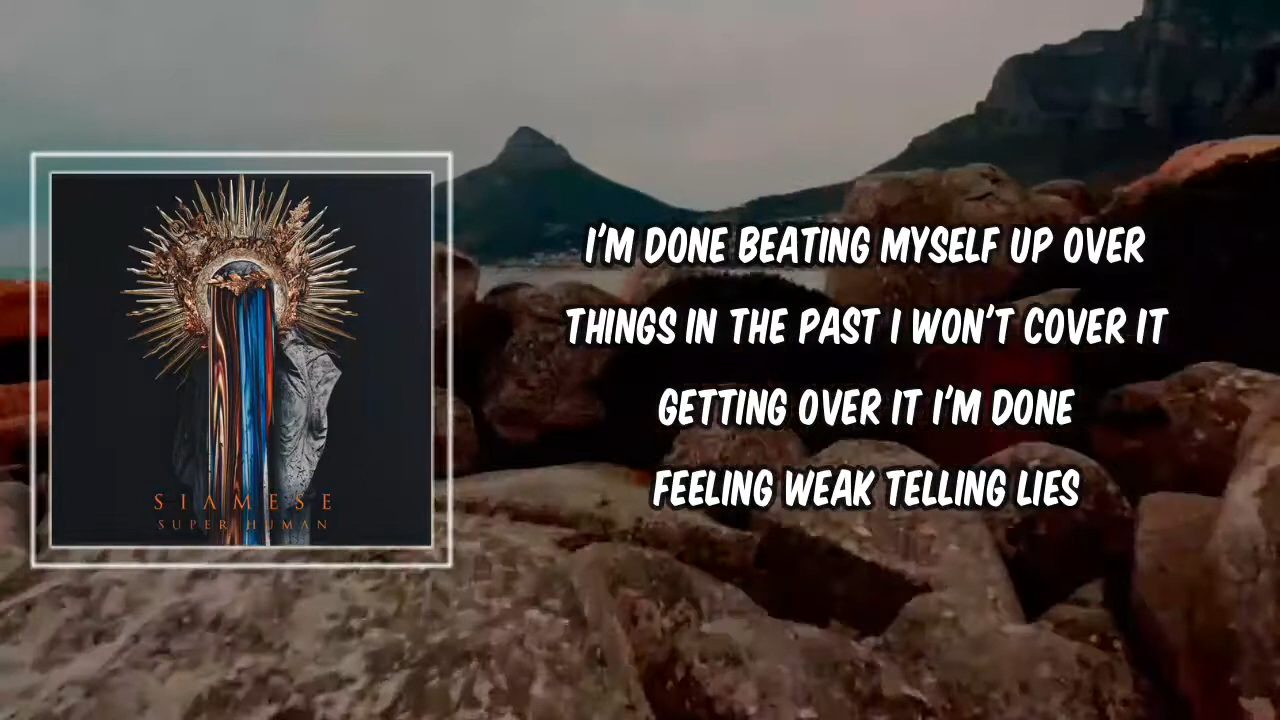 SIAMESE
SUPER HUMAN
I'M DONE BEATING MYSELF UP OVER
THINGS IN THE PAST I WON'T COVER IT
GETTING OVER IT I'M DONE
FEELING WEAK TELLING LIES